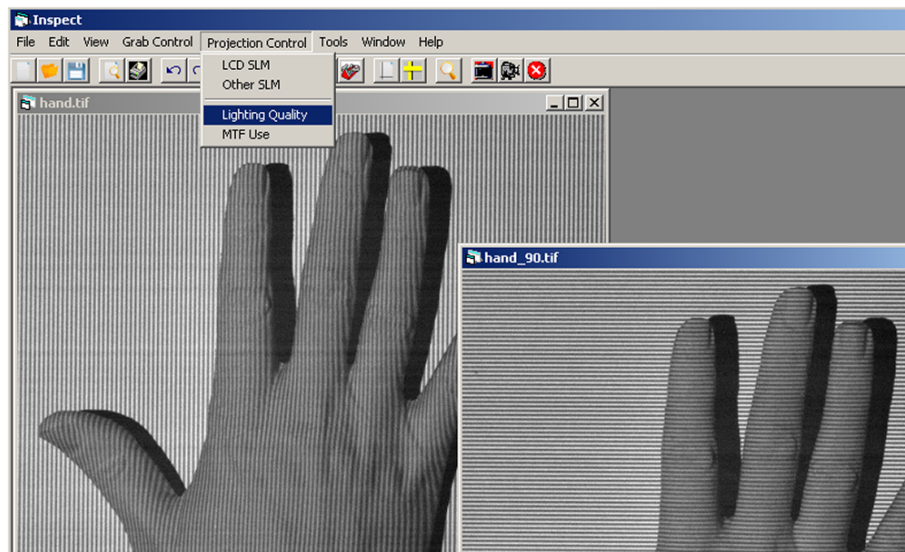 Inspect
File Edit View Grab Control Projection Control Tools Window Help
LCD SLM
Other SLM
Lighting Quality
MTF Use
hand.tif
hand_90.tif